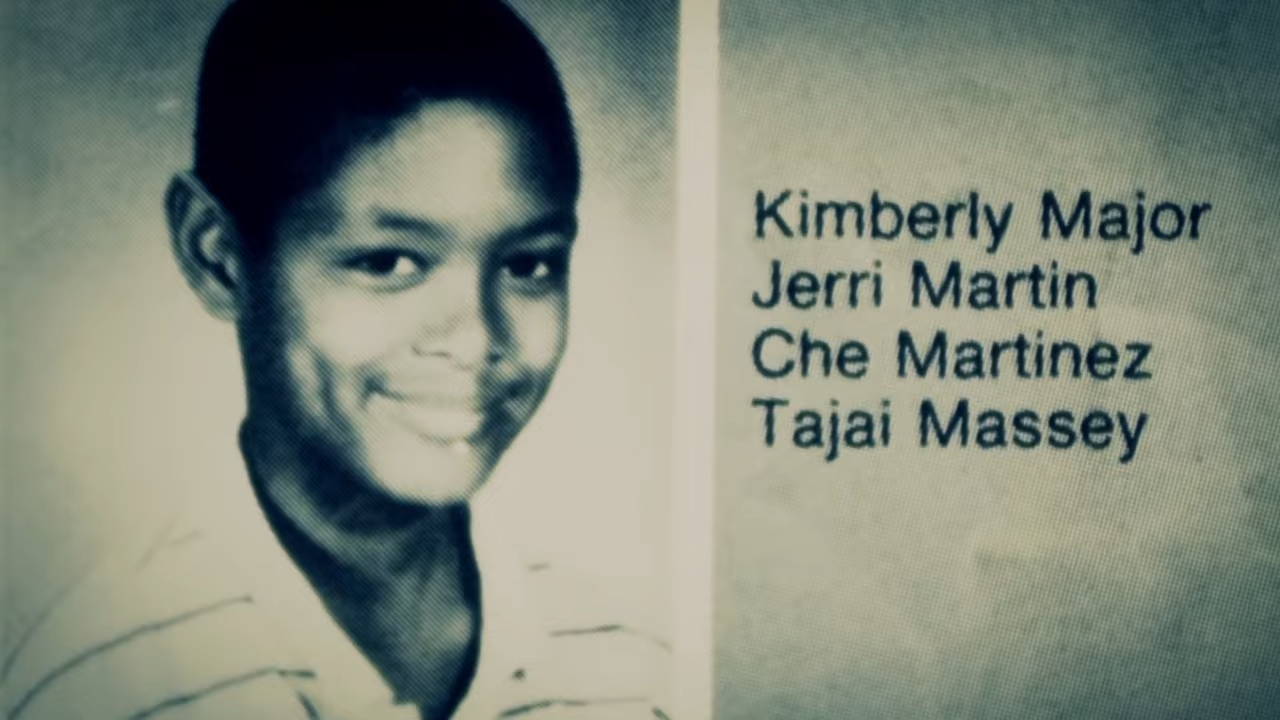 Kimberly Major
Jerri Martin
Che Martinez
Tajai Massey